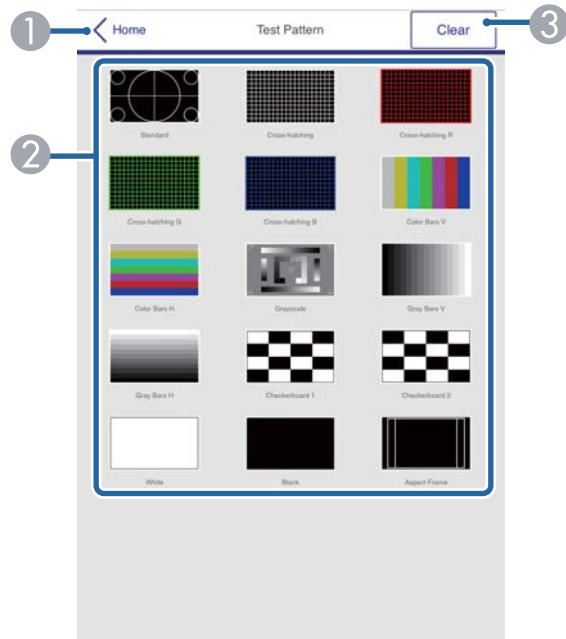 1 Home Test Pattern Clear 3
2
Standard Cross-hatching Cross-hatching R
Cross-hatching G Cross-hatching B Color Bars V
Color Bars H Grayscale Gray Bars V
Gray Bars H Checkerboard 1 Checkerboard 2
White Black Aspect Frame